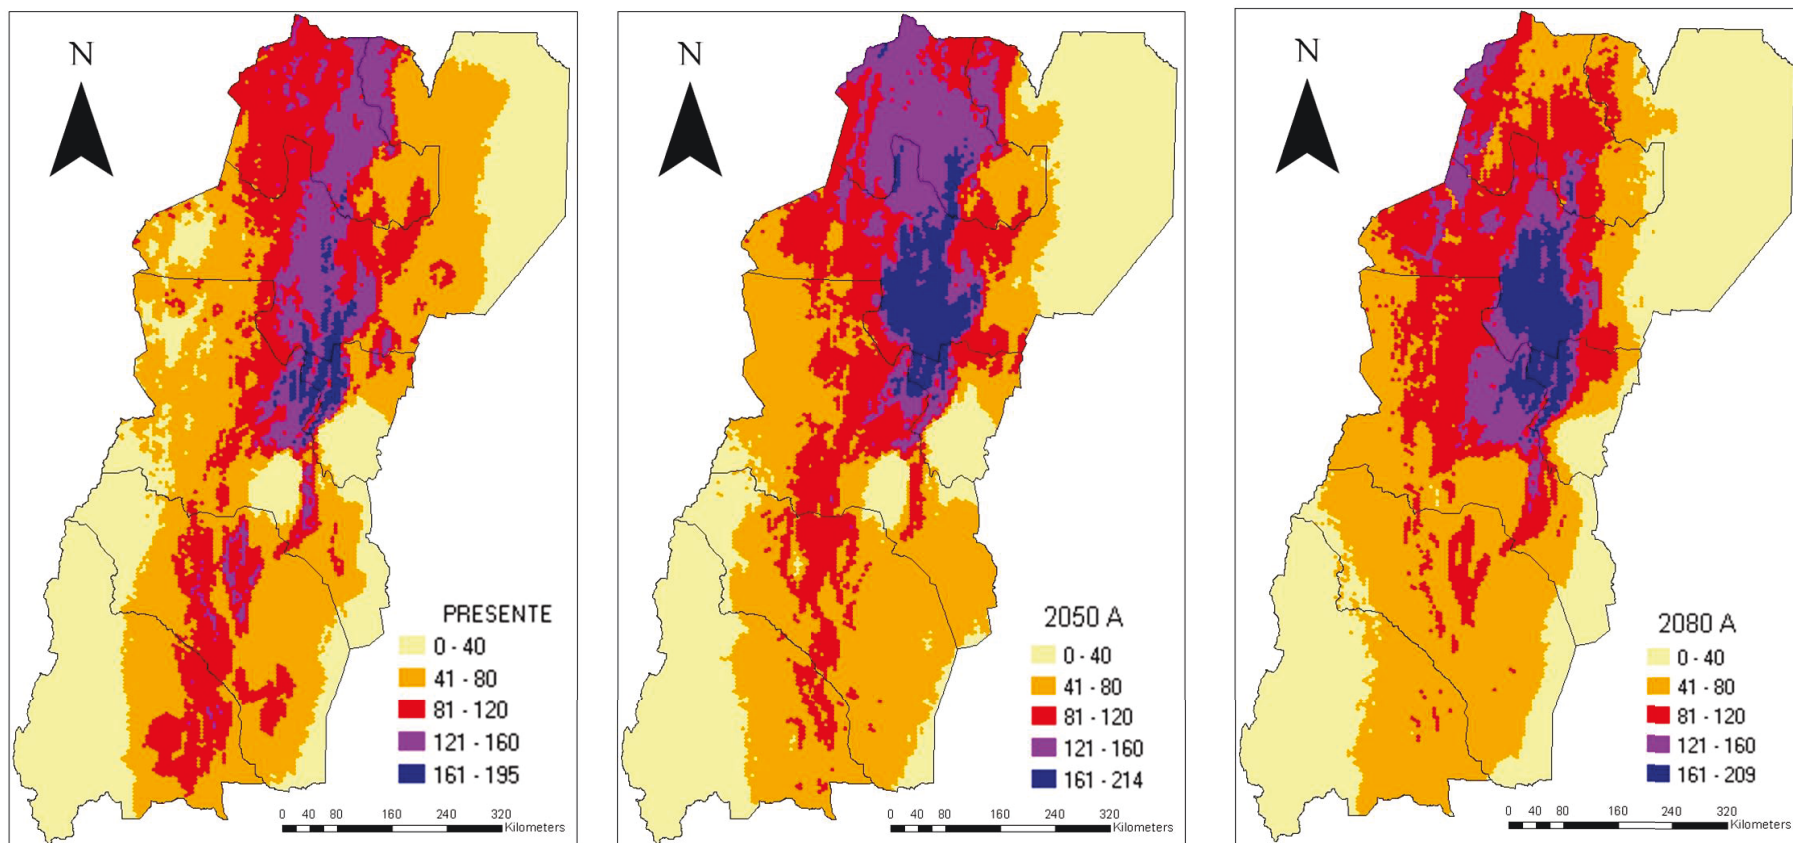 N
PRESENTE
0 - 40
41 - 80
81 - 120
121 - 160
161 - 195
0 40 80 160 240 320
Kilometers
N
2050 A
0 - 40
41 - 80
81 - 120
121 - 160
161 - 214
0 40 80 160 240 320
Kilometers
N
2080 A
0 - 40
41 - 80
81 - 120
121 - 160
161 - 209
0 40 80 160 240 320
Kilometers